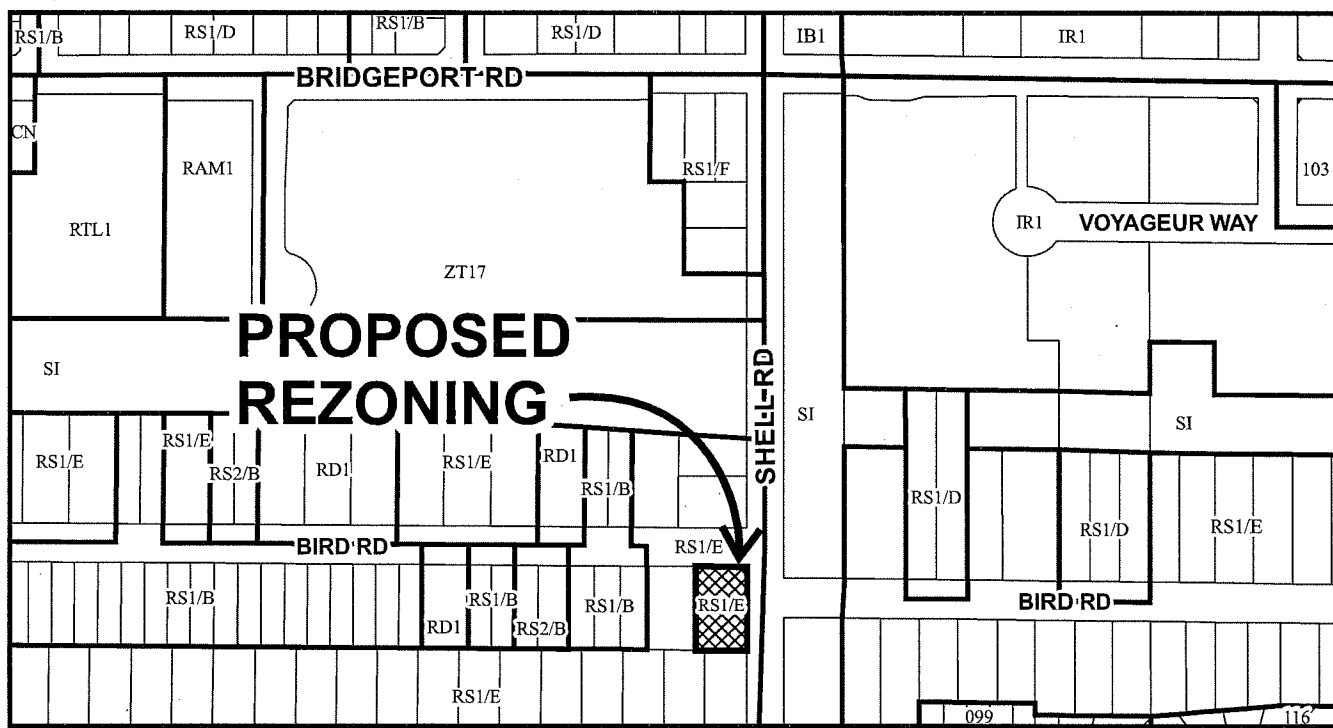 RS1/B
RS1/D
RS1/B
RS1/D
IB1
IR1
BRIDGEPORT RD
CN
RAM1
RS1/F
103
RTL1
IR1
VOYAGEUR WAY
ZT17
PROPOSED
REZONING
SI
SHELL RD
SI
SI
RS1/E
RS1/E
RS2/B
RD1
RS1/E
RD1
RS1/B
RS1/D
RS1/D
RS1/E
BIRD RD
RS1/E
RS1/B
RD1
RS1/B
RS2/B
RS1/B
RS1/E
BIRD RD
RS1/E
099
116